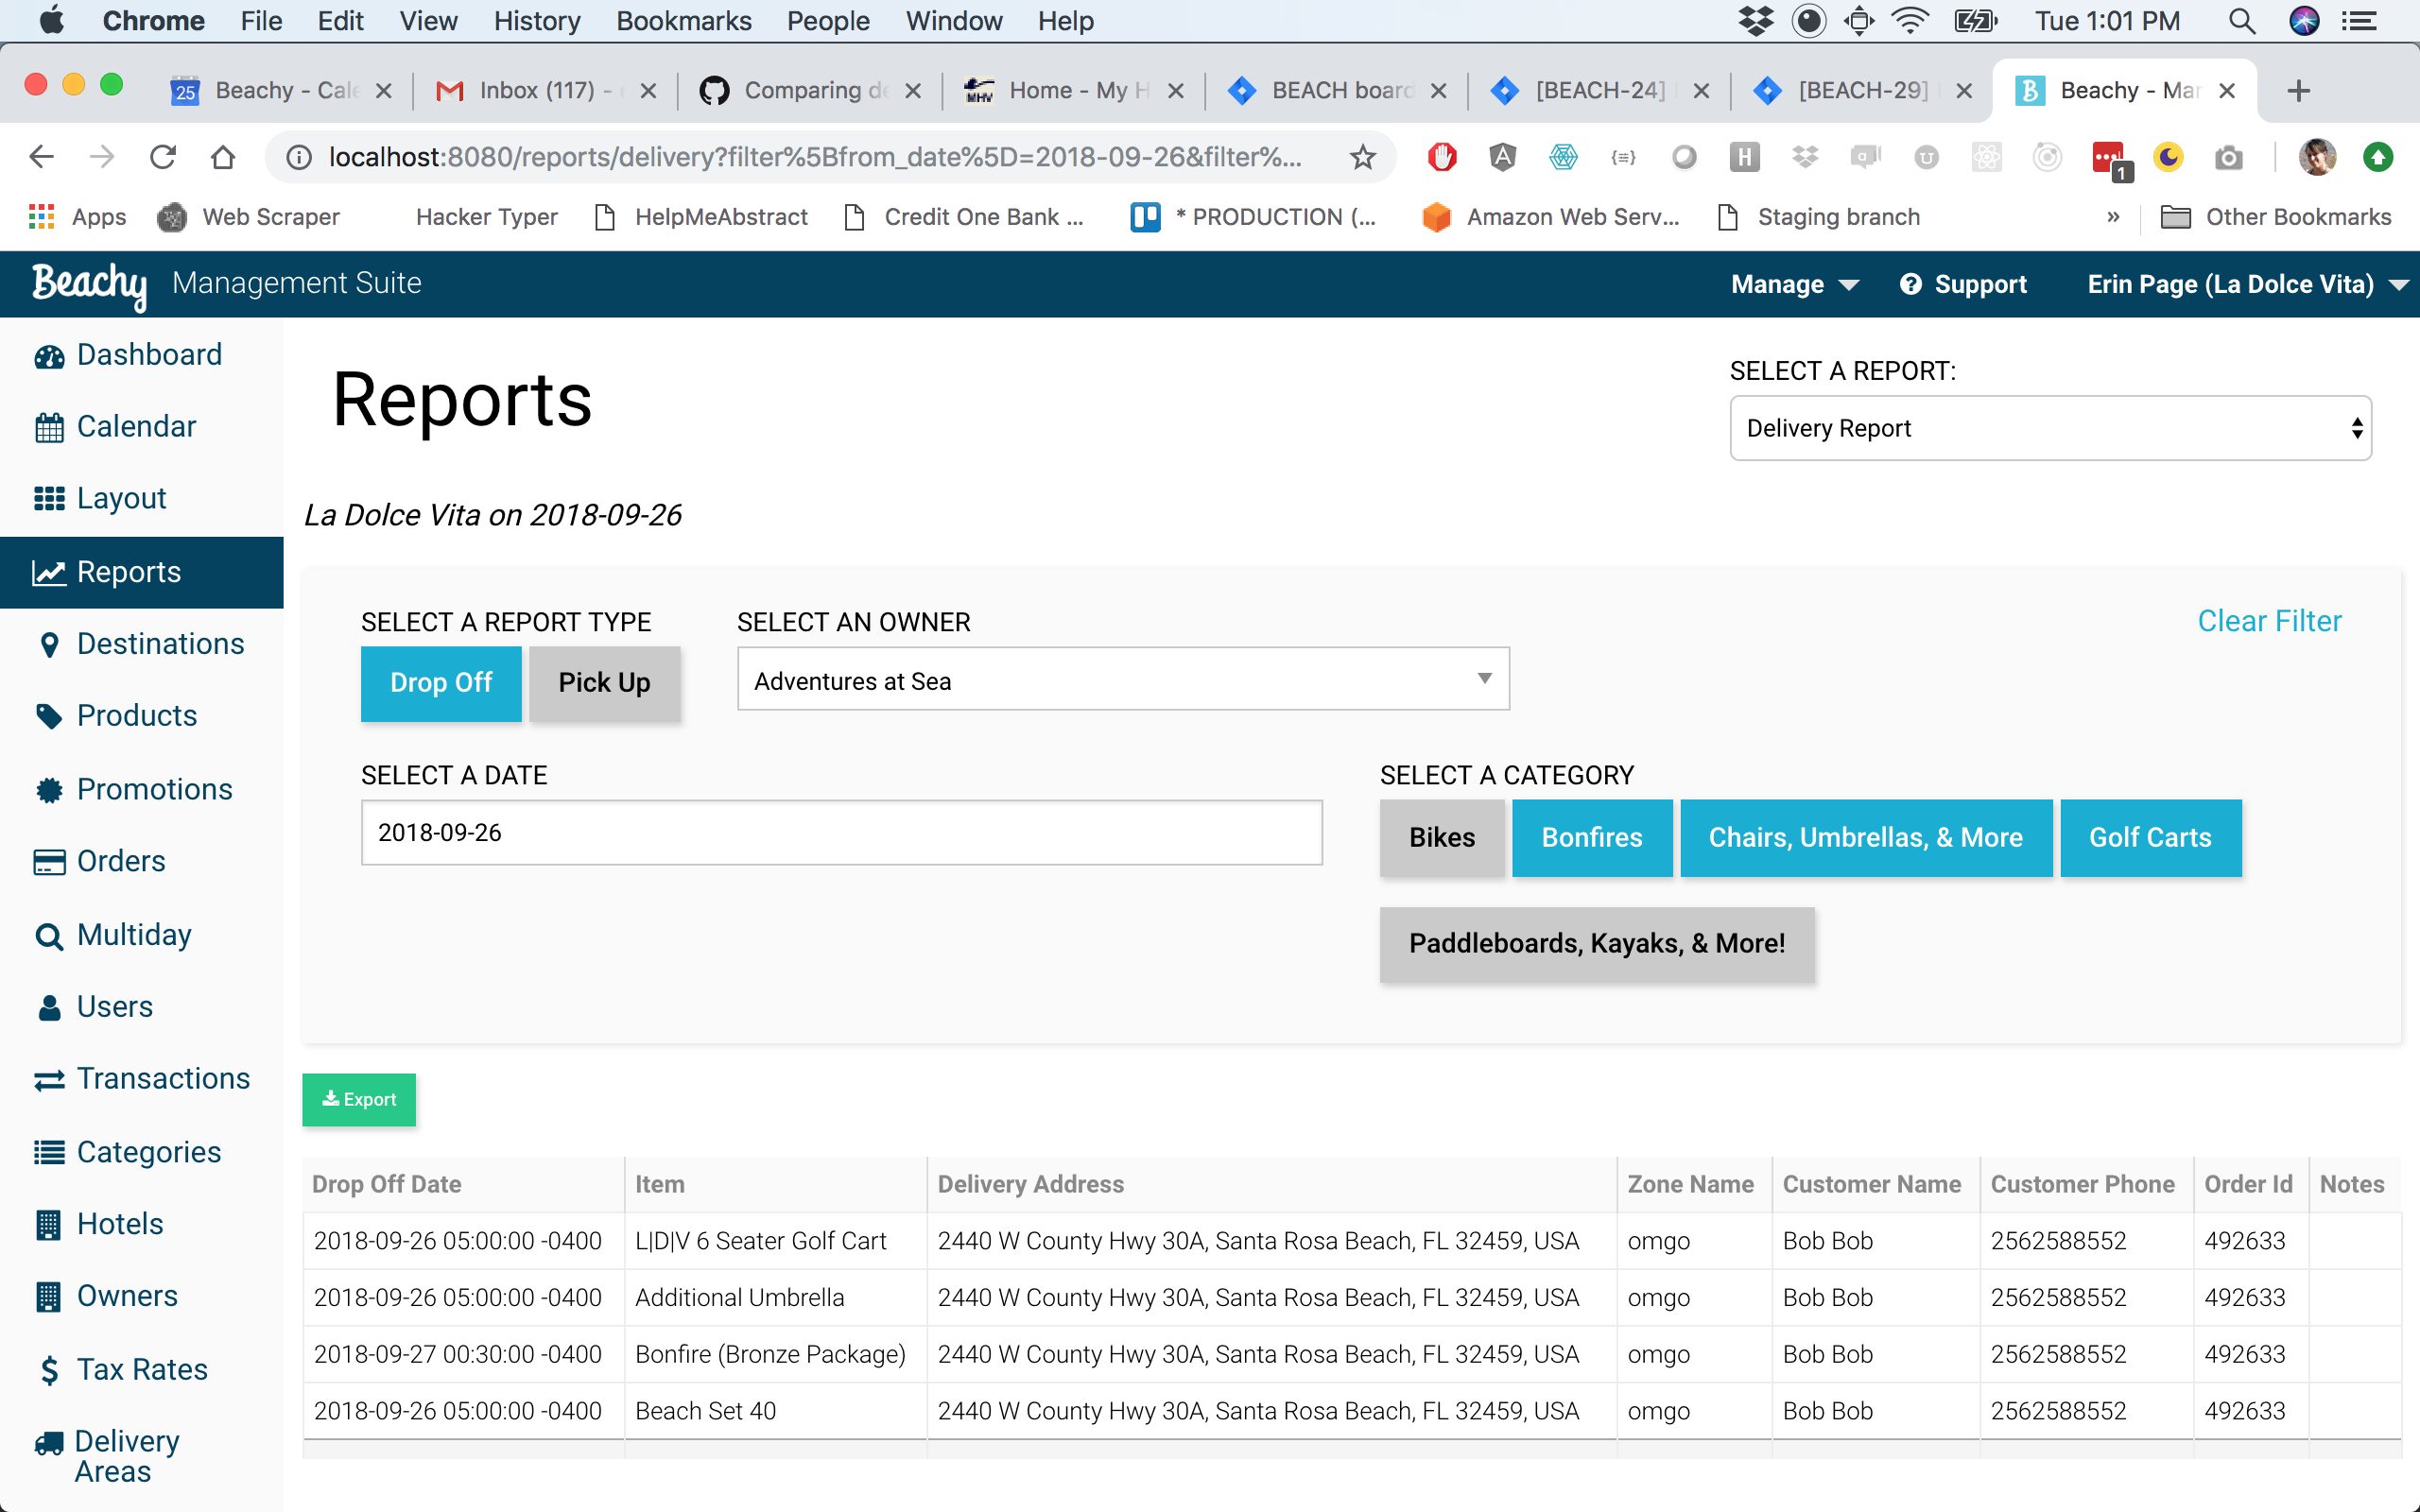 Chrome File Edit View History Bookmarks People Window Help Tue 1:01 PM
25 Beachy - Cale Inbox (117) - Comparing de Home - My H BEACH board [BEACH-24] [BEACH-29] Beachy - Mar
localhost:8080/reports/delivery?filter%5Bfrom_date%5D=2018-09-26&filter%... 1
Apps Web Scraper Hacker Typer HelpMeAbstract Credit One Bank ... * PRODUCTION (... Amazon Web Serv... Staging branch » Other Bookmarks
Beachy Management Suite Manage Support Erin Page (La Dolce Vita)
Dashboard
Calendar
Layout
Reports
Destinations
Products
Promotions
Orders
Multiday
Users
Transactions
Categories
Hotels
Owners
Tax Rates
Delivery
Areas
Reports
SELECT A REPORT:
Delivery Report
La Dolce Vita on 2018-09-26
SELECT A REPORT TYPE SELECT AN OWNER Clear Filter
Drop Off Pick Up Adventures at Sea
SELECT A DATE SELECT A CATEGORY
2018-09-26 Bikes Bonfires Chairs, Umbrellas, & More Golf Carts
Paddleboards, Kayaks, & More!
Export
Drop Off Date Item Delivery Address Zone Name Customer Name Customer Phone Order Id Notes
2018-09-26 05:00:00 -0400 L|D|V 6 Seater Golf Cart 2440 W County Hwy 30A, Santa Rosa Beach, FL 32459, USA omgo Bob Bob 2562588552 492633
2018-09-26 05:00:00 -0400 Additional Umbrella 2440 W County Hwy 30A, Santa Rosa Beach, FL 32459, USA omgo Bob Bob 2562588552 492633
2018-09-27 00:30:00 -0400 Bonfire (Bronze Package) 2440 W County Hwy 30A, Santa Rosa Beach, FL 32459, USA omgo Bob Bob 2562588552 492633
2018-09-26 05:00:00 -0400 Beach Set 40 2440 W County Hwy 30A, Santa Rosa Beach, FL 32459, USA omgo Bob Bob 2562588552 492633